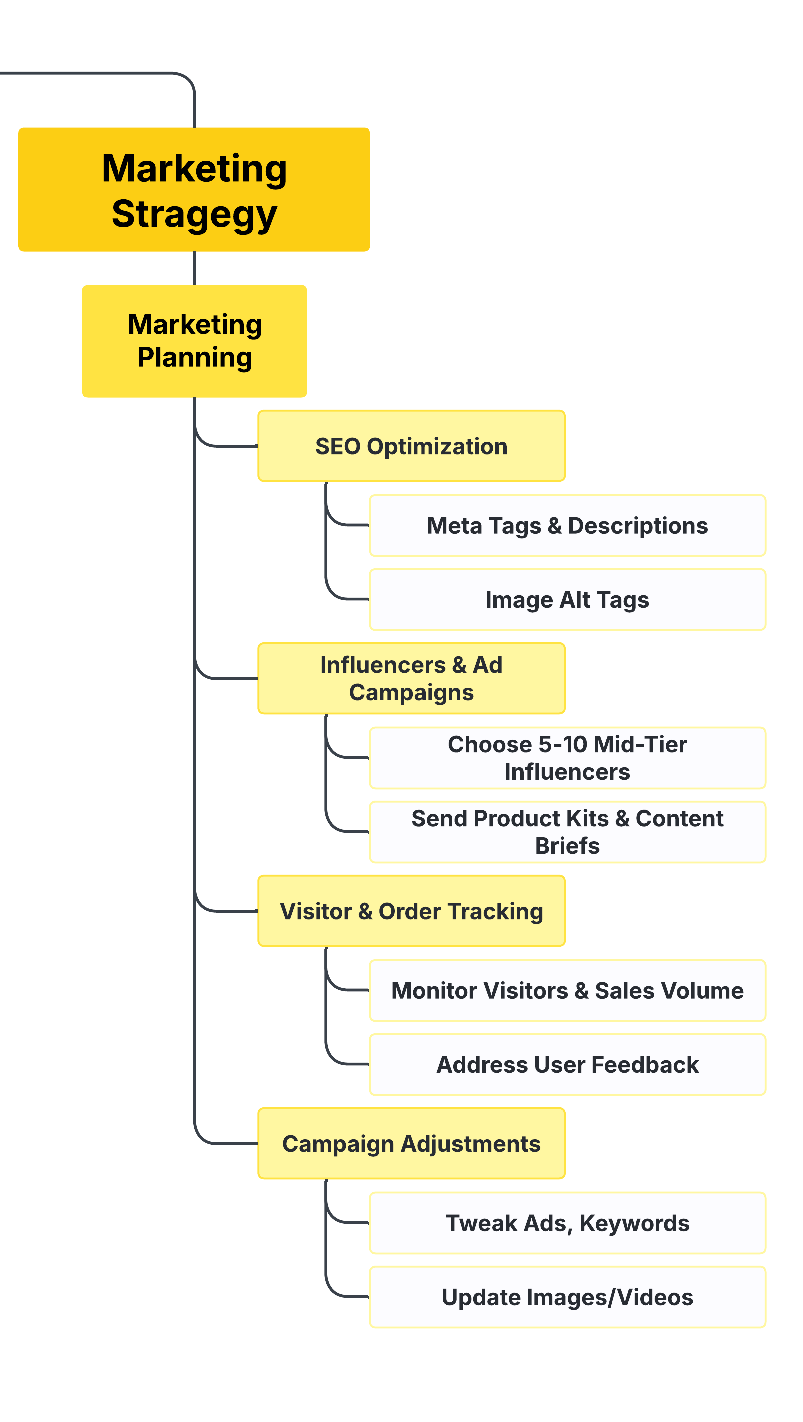 Marketing
Stragegy
Marketing
Planning
SEO Optimization
Meta Tags & Descriptions
Image Alt Tags
Influencers & Ad
Campaigns
Choose 5-10 Mid-Tier
Influencers
Send Product Kits & Content
Briefs
Visitor & Order Tracking
Monitor Visitors & Sales Volume
Address User Feedback
Campaign Adjustments
Tweak Ads, Keywords
Update Images/Videos